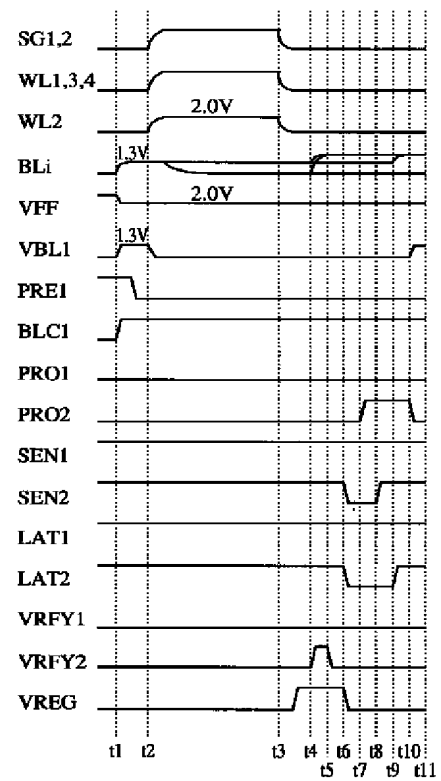 SG1,2
WL1,3,4
WL2
2.0V
1.3V
BLi
VFF
2.0V
1.3V
VBL1
PRE1
BLC1
PRO1
PRO2
SEN1
SEN2
LAT1
LAT2
VRFY1
VRFY2
VREG
t1 t2 t3 t4 t6 t8 t10
t5 t7 t9 t11